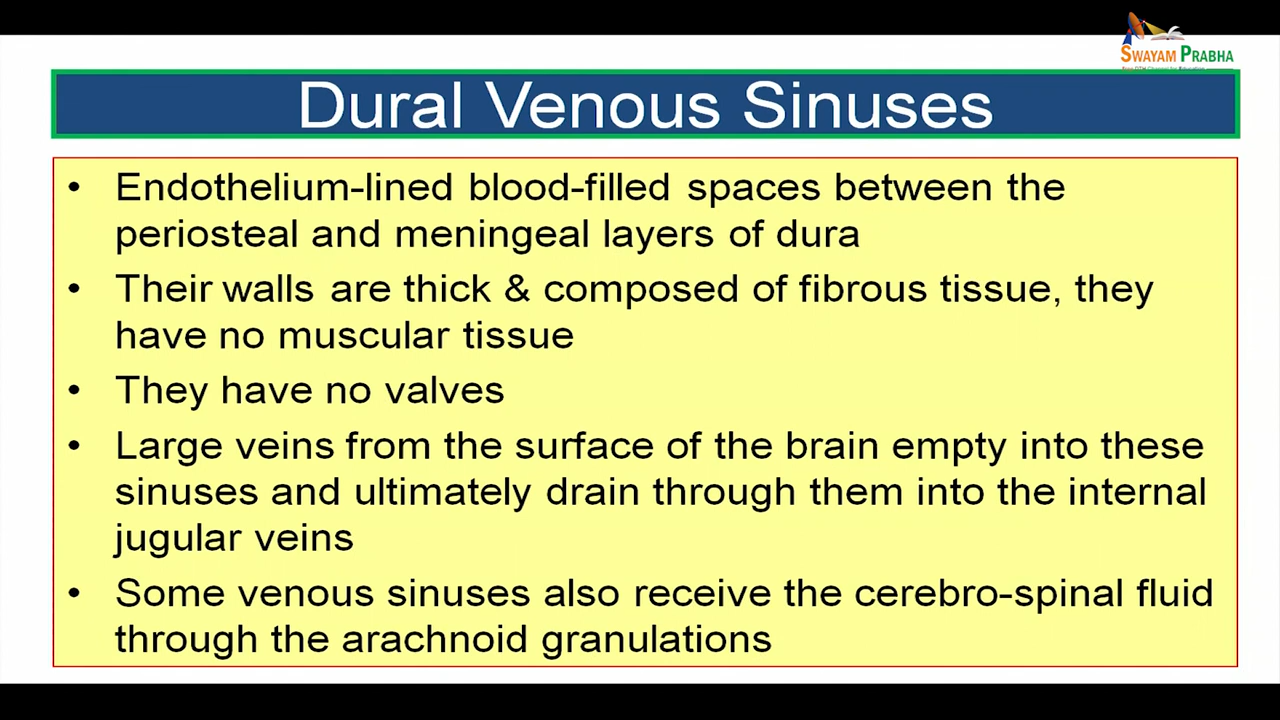 SWAYAM PRABHA
Dural Venous Sinuses
• Endothelium-lined blood-filled spaces between the
periosteal and meningeal layers of dura
• Their walls are thick & composed of fibrous tissue, they
have no muscular tissue
• They have no valves
• Large veins from the surface of the brain empty into these
sinuses and ultimately drain through them into the internal
jugular veins
• Some venous sinuses also receive the cerebro-spinal fluid
through the arachnoid granulations